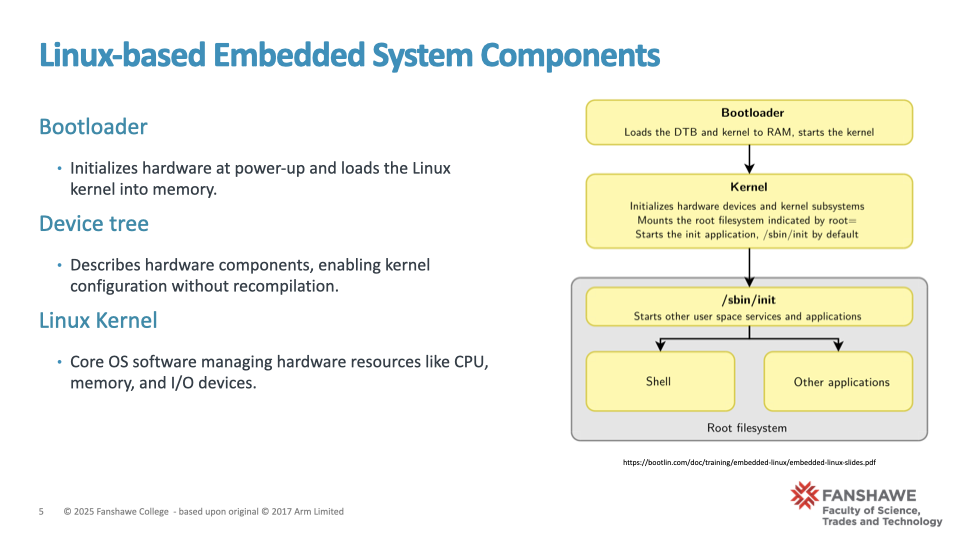 Linux-based Embedded System Components
Bootloader
• Initializes hardware at power-up and loads the Linux
kernel into memory.
Device tree
• Describes hardware components, enabling kernel
configuration without recompilation.
Linux Kernel
• Core OS software managing hardware resources like CPU,
memory, and I/O devices.
Bootloader
Loads the DTB and kernel to RAM, starts the kernel
Kernel
Initializes hardware devices and kernel subsystems
Mounts the root filesystem indicated by root=
Starts the init application, /sbin/init by default
/sbin/init
Starts other user space services and applications
Shell
Other applications
Root filesystem
https://bootlin.com/doc/training/embedded-linux/embedded-linux-slides.pdf
5
© 2025 Fanshawe College - based upon original © 2017 Arm Limited
FANSHAWE
Faculty of Science,
Trades and Technology